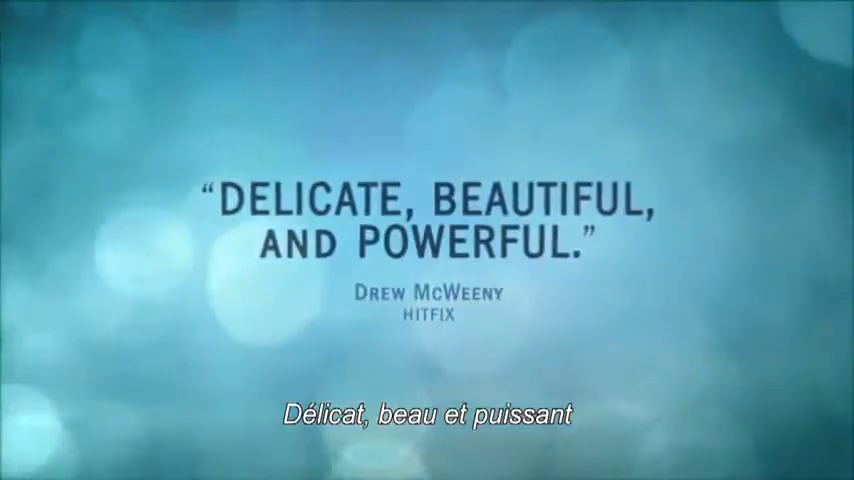 “DELICATE, BEAUTIFUL,
AND POWERFUL.”
DREW MCWEENY
HITFIX
Délicat, beau et puissant